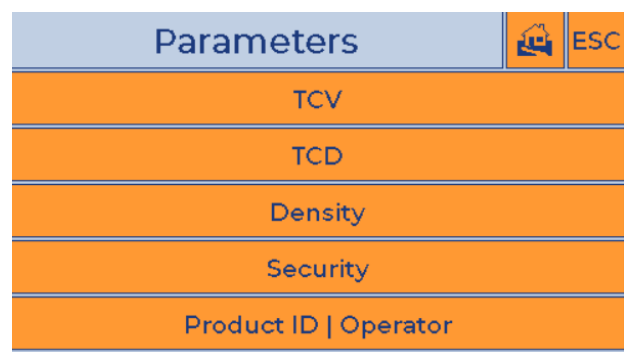 Parameters ESC
TCV
TCD
Density
Security
Product ID | Operator